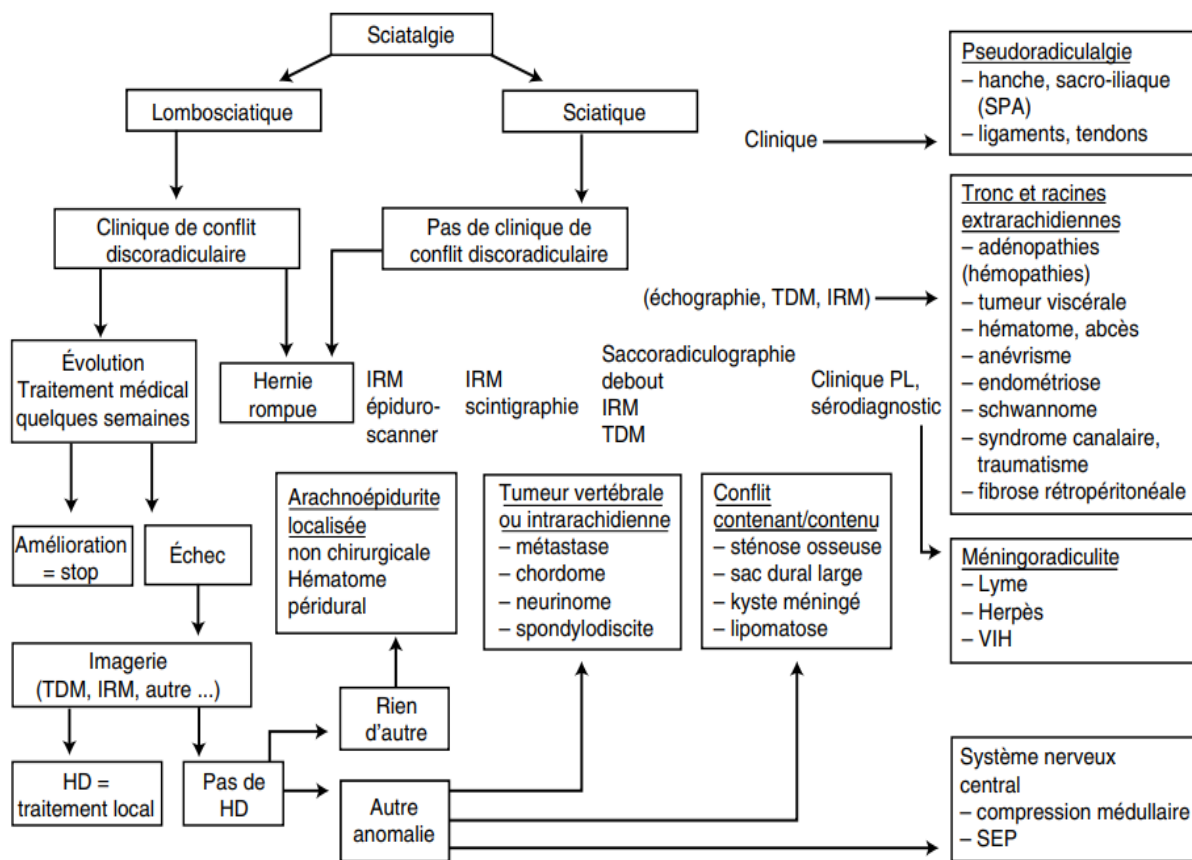 Sciatalgie
Lombosciatique
Sciatique
Clinique de conflit
discoradiculaire
Pas de clinique de
conflit discoradiculaire
Évolution
Traitement médical
quelques semaines
Hernie
rompue
IRM
épiduro-
scanner
IRM
scintigraphie
Saccoradiculographie
debout
IRM
TDM
Clinique PL,
sérodiagnostic
Clinique
(échographie, TDM, IRM)
Pseudoradiculalgie
– hanche, sacro-iliaque
(SPA)
– ligaments, tendons
Tronc et racines
extrarachidiennes
– adénopathies
(hémopathies)
– tumeur viscérale
– hématome, abcès
– anévrisme
– endométriose
– schwannome
– syndrome canalaire,
traumatisme
– fibrose rétropéritonéale
Amélioration
= stop
Échec
Arachnoépidurite
localisée
non chirurgicale
Hématome
péridural
Tumeur vertébrale
ou intrarachidienne
– métastase
– chordome
– neurinome
– spondylodiscite
Conflit
contenant/contenu
– sténose osseuse
– sac dural large
– kyste méningé
– lipomatose
Méningoradiculite
– Lyme
– Herpès
– VIH
Imagerie
(TDM, IRM, autre ...)
Rien
d’autre
HD =
traitement local
Pas de
HD
Autre
anomalie
Système nerveux
central
– compression médullaire
– SEP